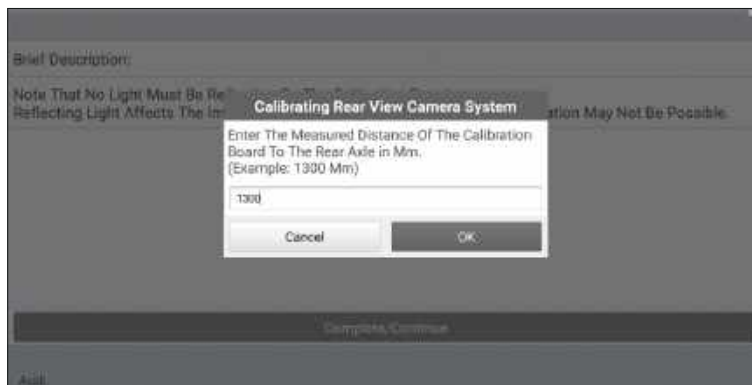 Brief Description:
Note That No Light Must Be
Reflecting Light Affects The ation May Not Be Possible.
Calibrating Rear View Camera System
Enter The Measured Distance Of The Calibration
Board To The Rear Axle in Mm.
(Example: 1300 Mm)
1300
Cancel OK
Complete/Continue
Audi